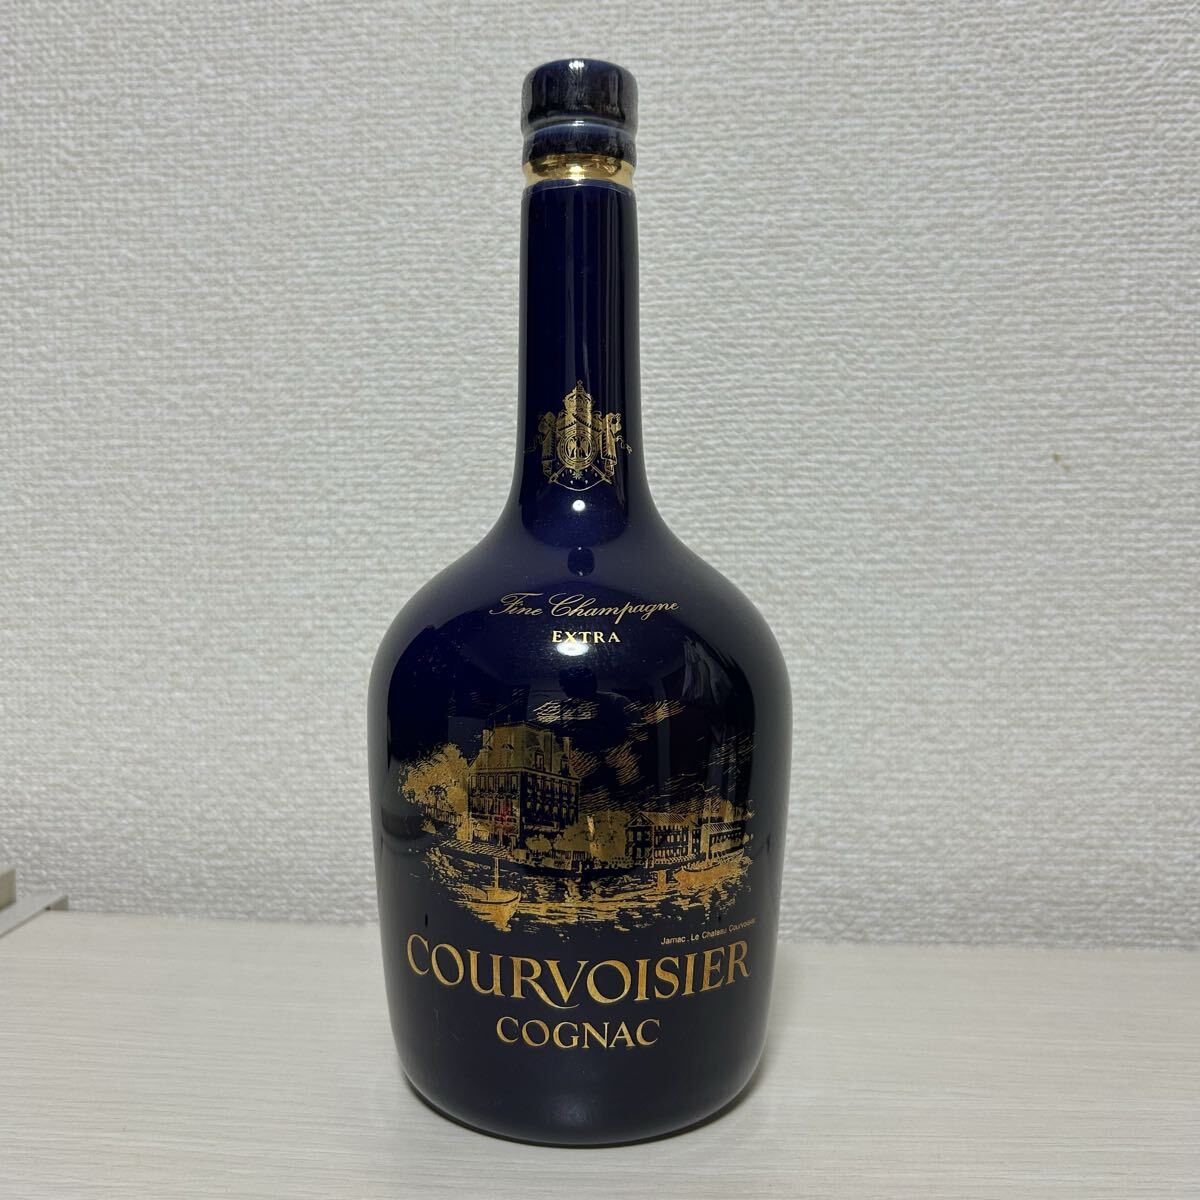 Fine Champagne
EXTRA
Jarnac. Le Chateau Courvoisier
COURVOISIER
COGNAC